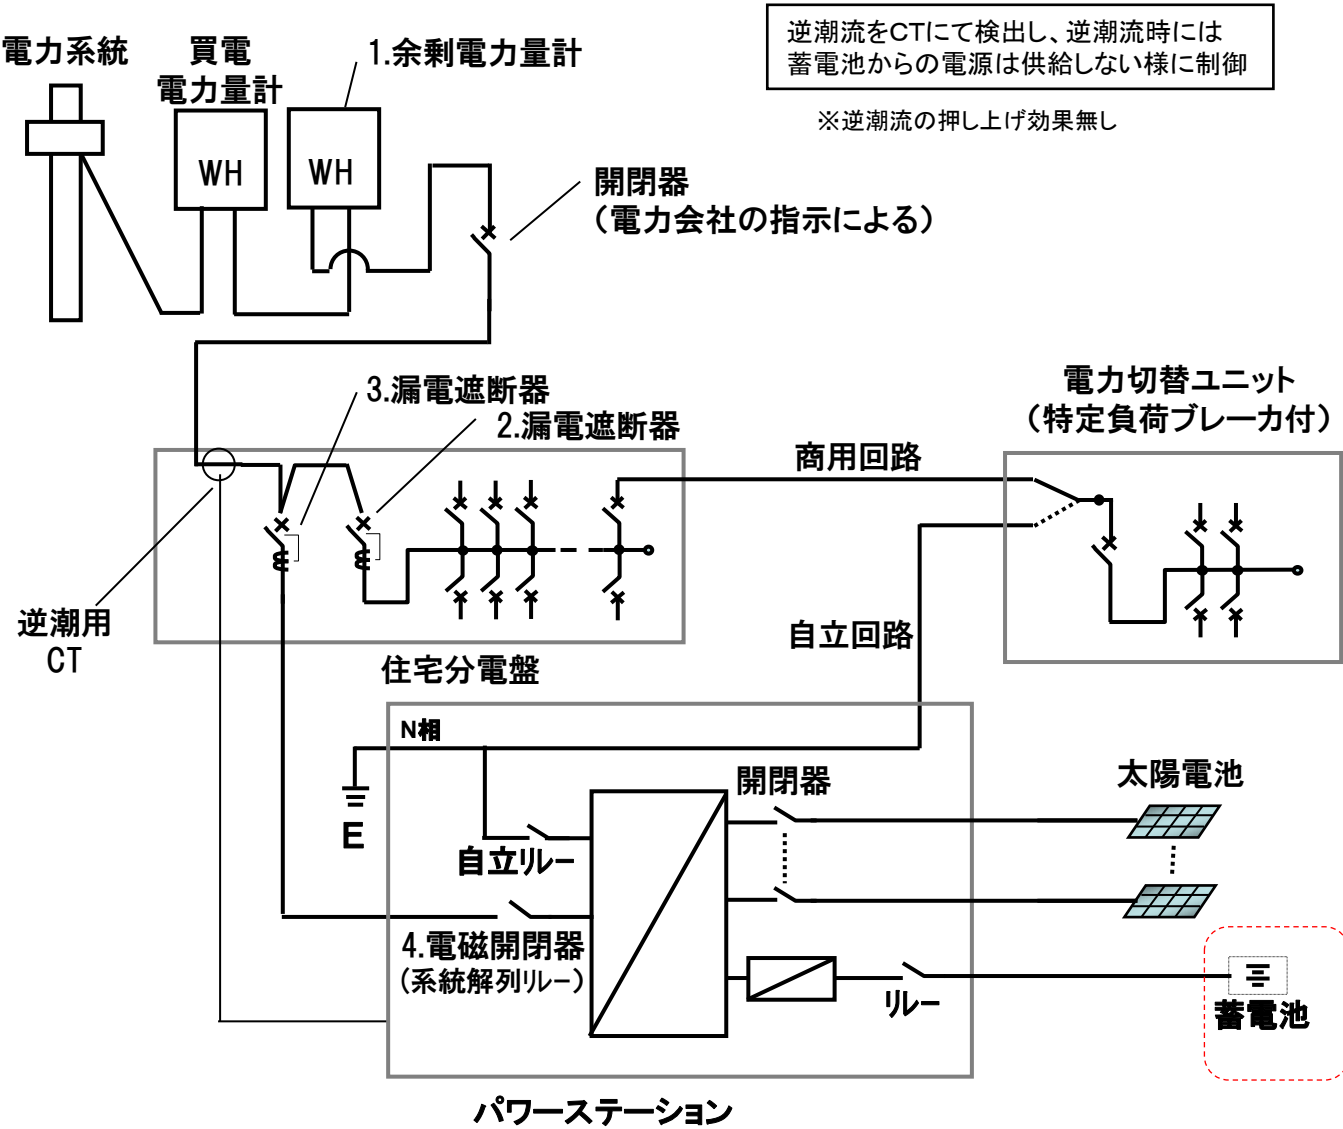 逆潮流をCTにて検出し、逆潮流時には
蓄電池からの電源は供給しない様に制御
※逆潮流の押し上げ効果無し
電力系統
買電
電力量計
1.余剰電力量計
WH
WH
開閉器
(電力会社の指示による)
3.漏電遮断器
2.漏電遮断器
電力切替ユニット
(特定負荷ブレーカ付)
商用回路
自立回路
逆潮用
CT
住宅分電盤
N相
E
自立リレー
開閉器
太陽電池
4.電磁開閉器
(系統解列リレー)
リレー
蓄電池
パワーステーション